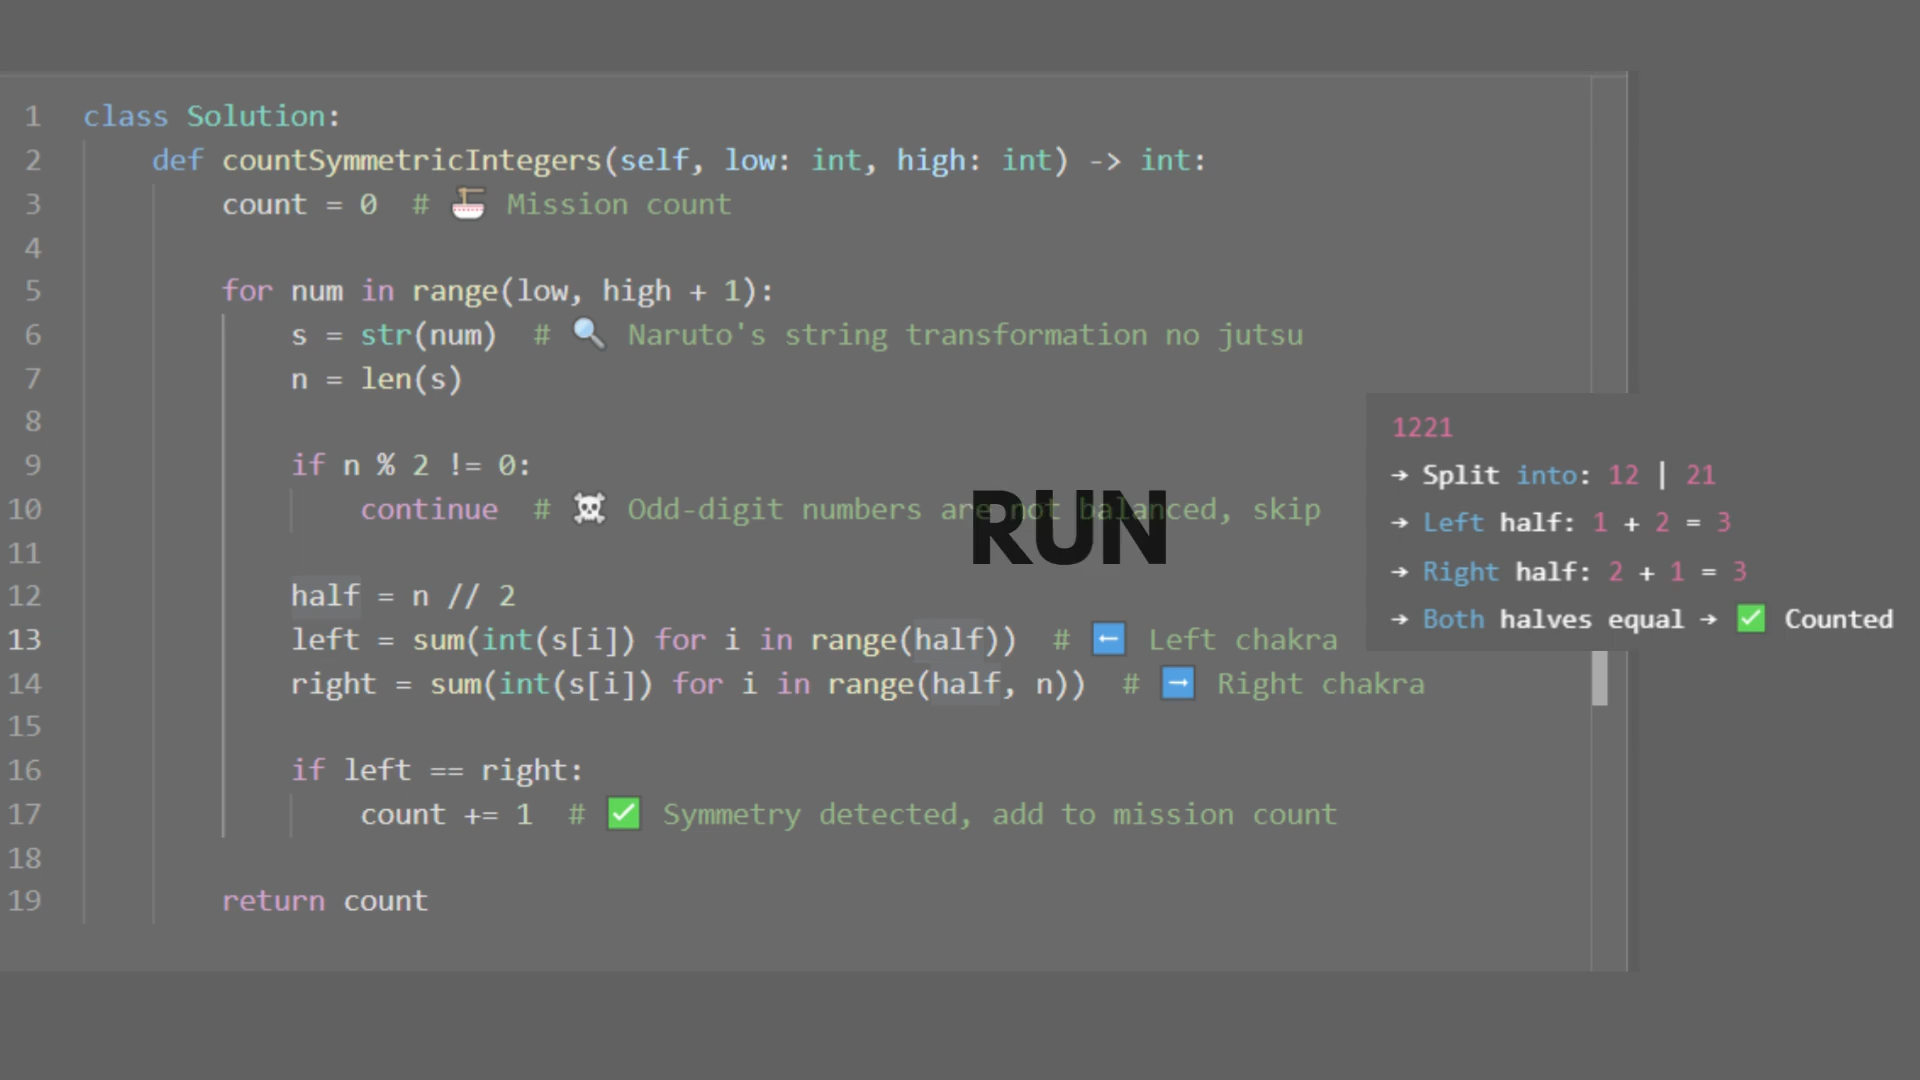 1 class Solution:
2     def countSymmetricIntegers(self, low: int, high: int) -> int:
3         count = 0  # 🍜 Mission count
4
5         for num in range(low, high + 1):
6             s = str(num)  # 🔍 Naruto's string transformation no jutsu
7             n = len(s)
8
9             if n % 2 != 0:
10                 continue  # ☠️ Odd-digit numbers are not balanced, skip
11
12             half = n // 2
13             left = sum(int(s[i]) for i in range(half))  # ⬅️ Left chakra
14             right = sum(int(s[i]) for i in range(half, n))  # ➡️ Right chakra
15
16             if left == right:
17                 count += 1  # ✅ Symmetry detected, add to mission count
18
19         return count
RUN
1221
→ Split into: 12 | 21
→ Left half: 1 + 2 = 3
→ Right half: 2 + 1 = 3
→ Both halves equal → ✅ Counted